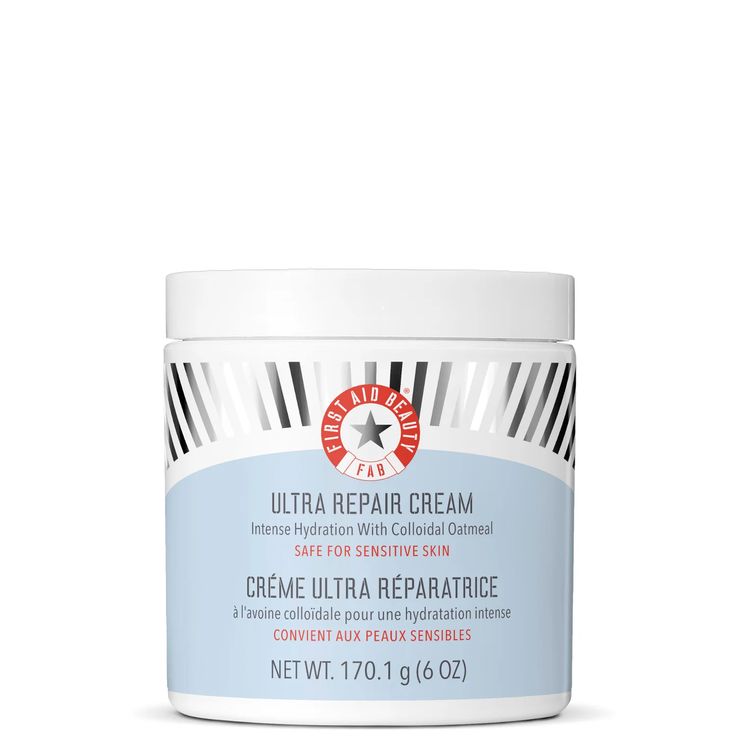 FIRST AID BEAUTY®
FAB
ULTRA REPAIR CREAM
Intense Hydration With Colloidal Oatmeal
SAFE FOR SENSITIVE SKIN
CRÉME ULTRA RÉPARATRICE
à l'avoine colloïdale pour une hydratation intense
CONVIENT AUX PEAUX SENSIBLES
NET WT. 170.1 g (6 OZ)